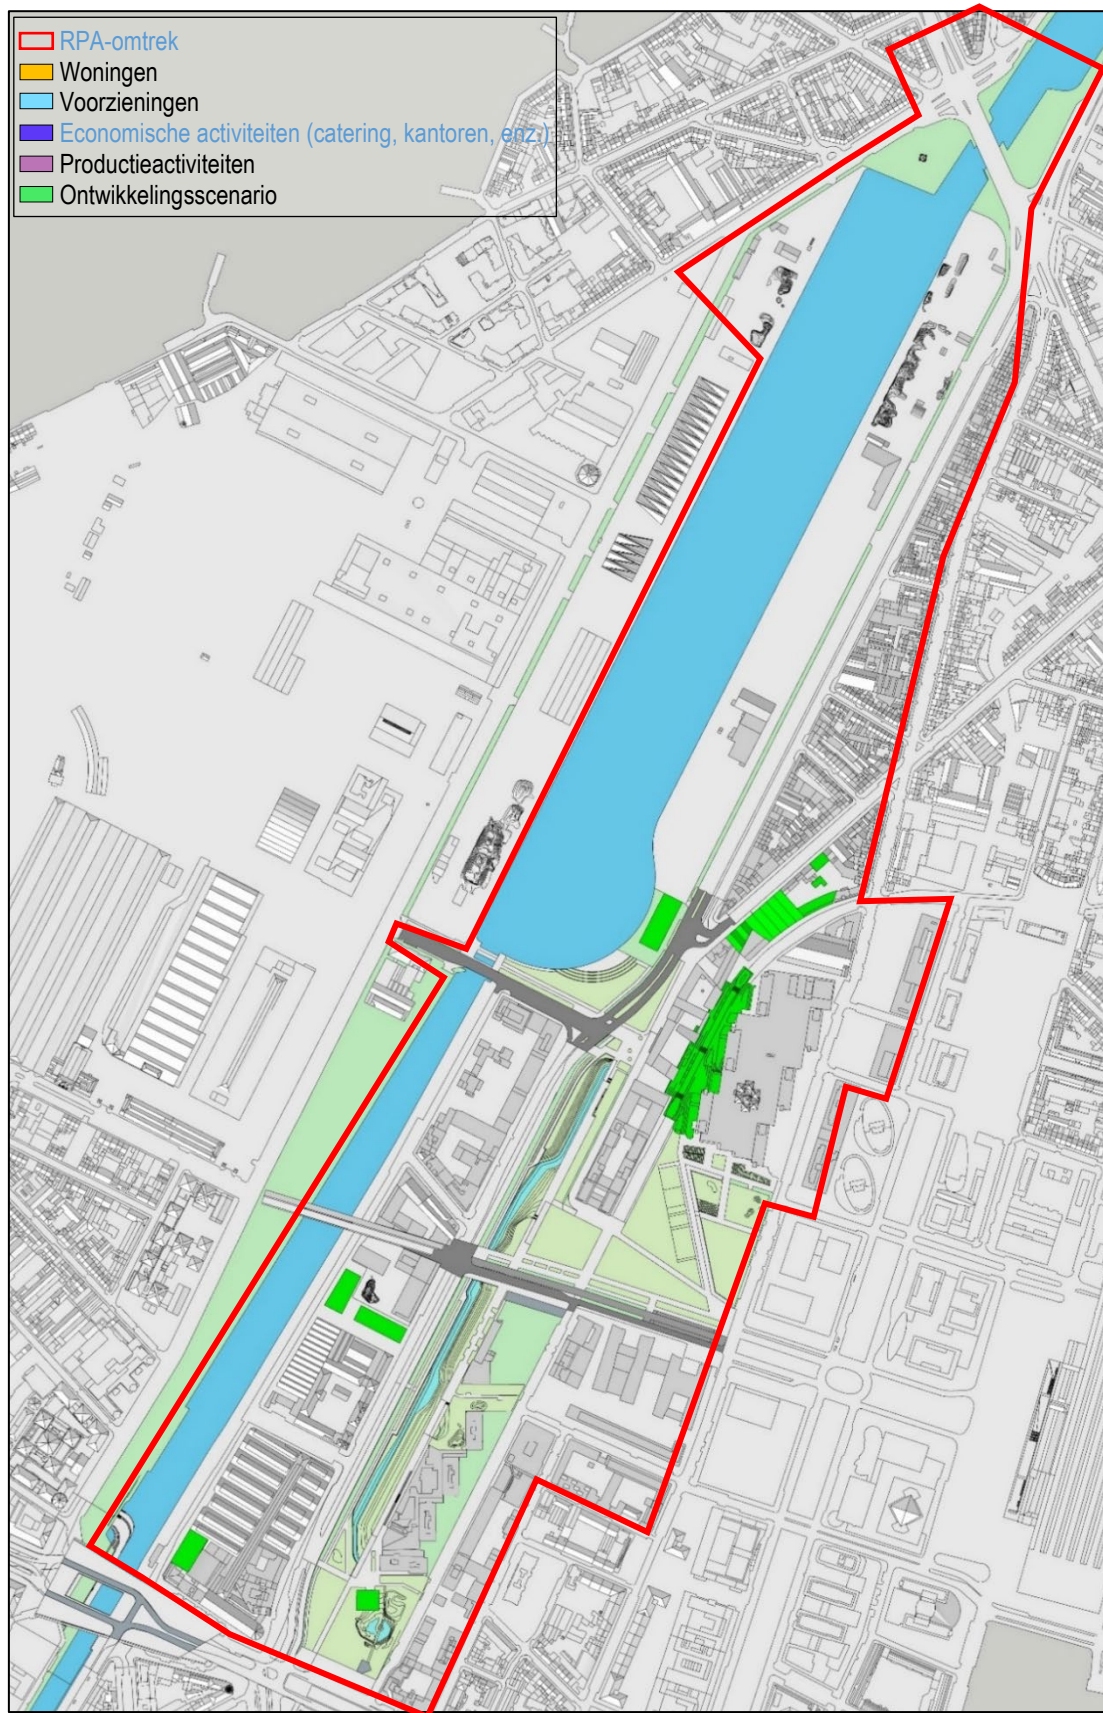 RPA-omtrek
Woningen
Voorzieningen
Economische activiteiten (catering, kantoren, enz.)
Productieactiviteiten
Ontwikkelingsscenario